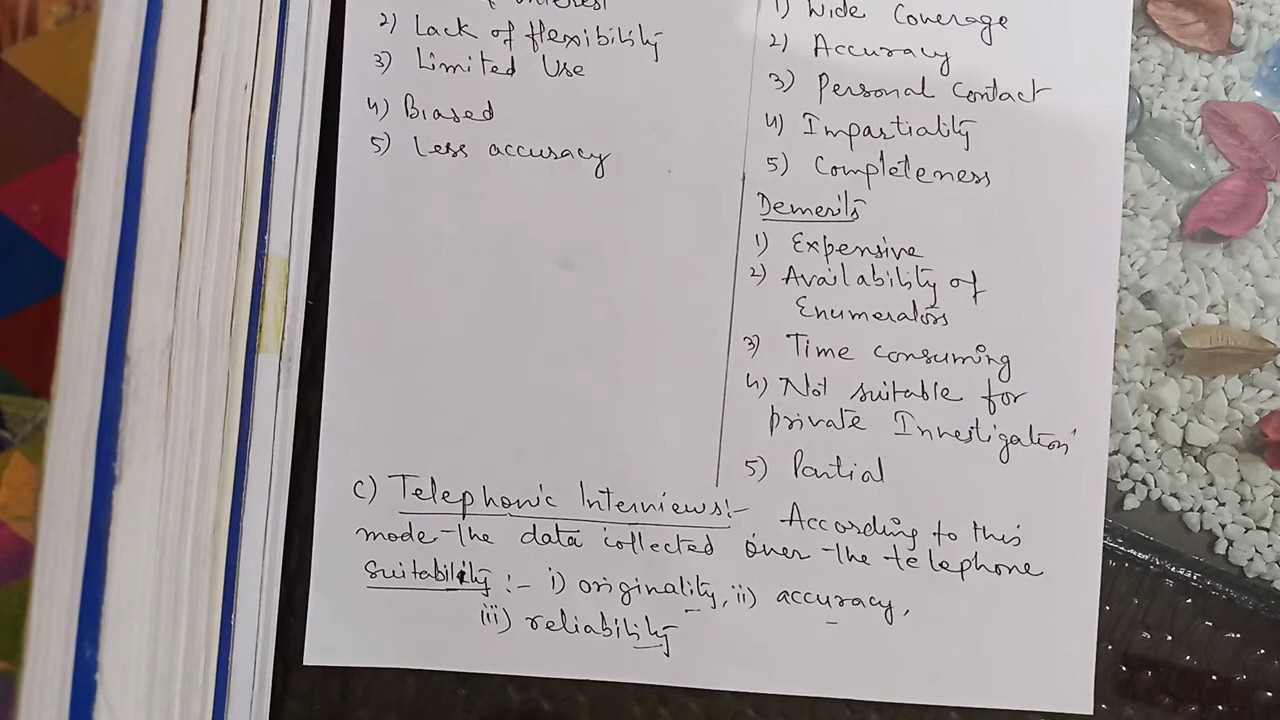 interest
2) Lack of flexibility
3) Limited Use
4) Biased
5) Less accuracy
1) Wide Coverage
2) Accuracy
3) Personal Contact
4) Impartiality
5) Completeness
Demerits
1) Expensive
2) Availability of
Enumerators
3) Time consuming
4) Not suitable for
private Investigation
5) Partial
c) Telephonic Interviews:- According to this
mode the data collected over the telephone
Suitability :- i) originality, ii) accuracy,
iii) reliability